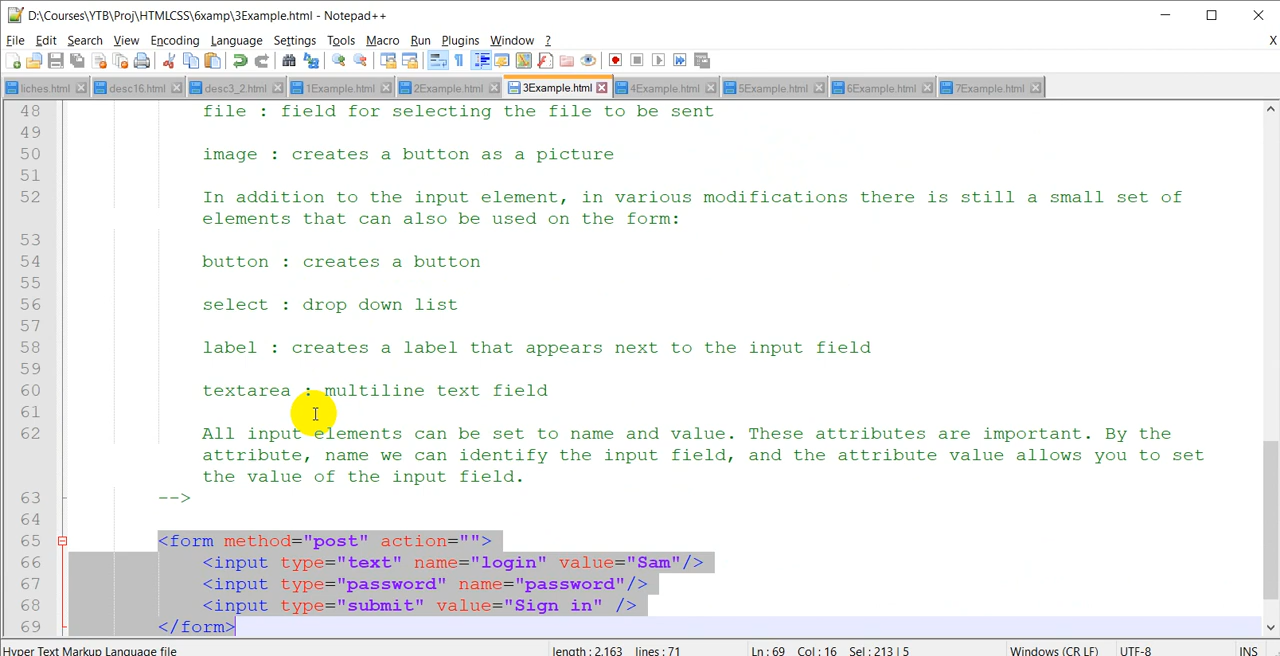 D:\Courses\YTB\Proj\HTMLCSS\6xamp\3Example.html - Notepad++
File Edit Search View Encoding Language Settings Tools Macro Run Plugins Window ? X
liches.html desc16.html desc3_2.html 1Example.html 2Example.html 3Example.html 4Example.html 5Example.html 6Example.html 7Example.html
48 file : field for selecting the file to be sent
49
50 image : creates a button as a picture
51
52 In addition to the input element, in various modifications there is still a small set of
elements that can also be used on the form:
53
54 button : creates a button
55
56 select : drop down list
57
58 label : creates a label that appears next to the input field
59
60 textarea : multiline text field
61
62 All input elements can be set to name and value. These attributes are important. By the
attribute, name we can identify the input field, and the attribute value allows you to set
the value of the input field.
63 -->
64
65 <form method="post" action="">
66 <input type="text" name="login" value="Sam"/>
67 <input type="password" name="password"/>
68 <input type="submit" value="Sign in" />
69 </form>
Hyper Text Markup Language file length : 2,163 lines : 71 Ln : 69 Col : 16 Sel : 213 | 5 Windows (CR LF) UTF-8 INS